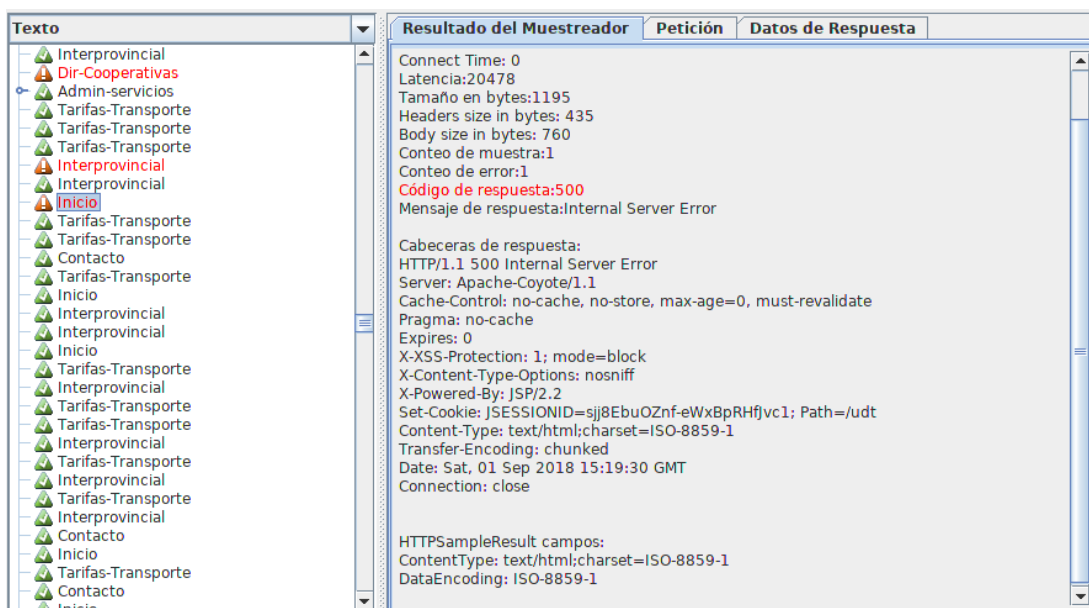 Texto
Interprovincial
Dir-Cooperativas
Admin-servicios
Tarifas-Transporte
Tarifas-Transporte
Tarifas-Transporte
Interprovincial
Interprovincial
Inicio
Tarifas-Transporte
Tarifas-Transporte
Contacto
Tarifas-Transporte
Inicio
Interprovincial
Interprovincial
Inicio
Tarifas-Transporte
Interprovincial
Tarifas-Transporte
Tarifas-Transporte
Interprovincial
Tarifas-Transporte
Interprovincial
Tarifas-Transporte
Interprovincial
Contacto
Inicio
Tarifas-Transporte
Contacto
Inicio
Resultado del Muestreador Petición Datos de Respuesta
Connect Time: 0
Latencia:20478
Tamaño en bytes:1195
Headers size in bytes: 435
Body size in bytes: 760
Conteo de muestra:1
Conteo de error:1
Código de respuesta:500
Mensaje de respuesta:Internal Server Error
Cabeceras de respuesta:
HTTP/1.1 500 Internal Server Error
Server: Apache-Coyote/1.1
Cache-Control: no-cache, no-store, max-age=0, must-revalidate
Pragma: no-cache
Expires: 0
X-XSS-Protection: 1; mode=block
X-Content-Type-Options: nosniff
X-Powered-By: JSP/2.2
Set-Cookie: JSESSIONID=sjj8EbuOZnf-eWxBpRHfJvc1; Path=/udt
Content-Type: text/html;charset=ISO-8859-1
Transfer-Encoding: chunked
Date: Sat, 01 Sep 2018 15:19:30 GMT
Connection: close
HTTPSampleResult campos:
ContentType: text/html;charset=ISO-8859-1
DataEncoding: ISO-8859-1